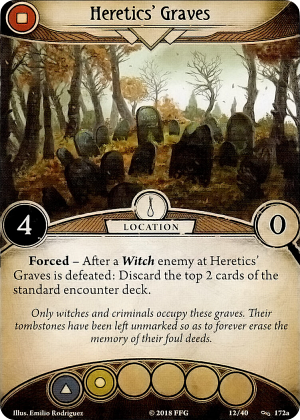 Heretics' Graves
4
LOCATION
0
Forced – After a Witch enemy at Heretics'
Graves is defeated: Discard the top 2 cards of the
standard encounter deck.
Only witches and criminals occupy these graves. Their
tombstones have been left unmarked so as to forever erase the
memory of their foul deeds.
Illus. Emilio Rodriguez
© 2018 FFG
12/40
172a